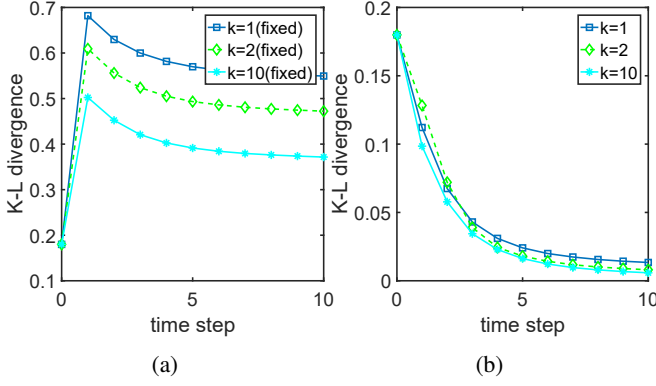 0.7
0.6
0.5
0.4
0.3
0.2
0.1
K-L divergence
k=1(fixed)
k=2(fixed)
k=10(fixed)
0 5 10
time step
(a)
0.2
0.15
0.1
0.05
0
K-L divergence
k=1
k=2
k=10
0 5 10
time step
(b)